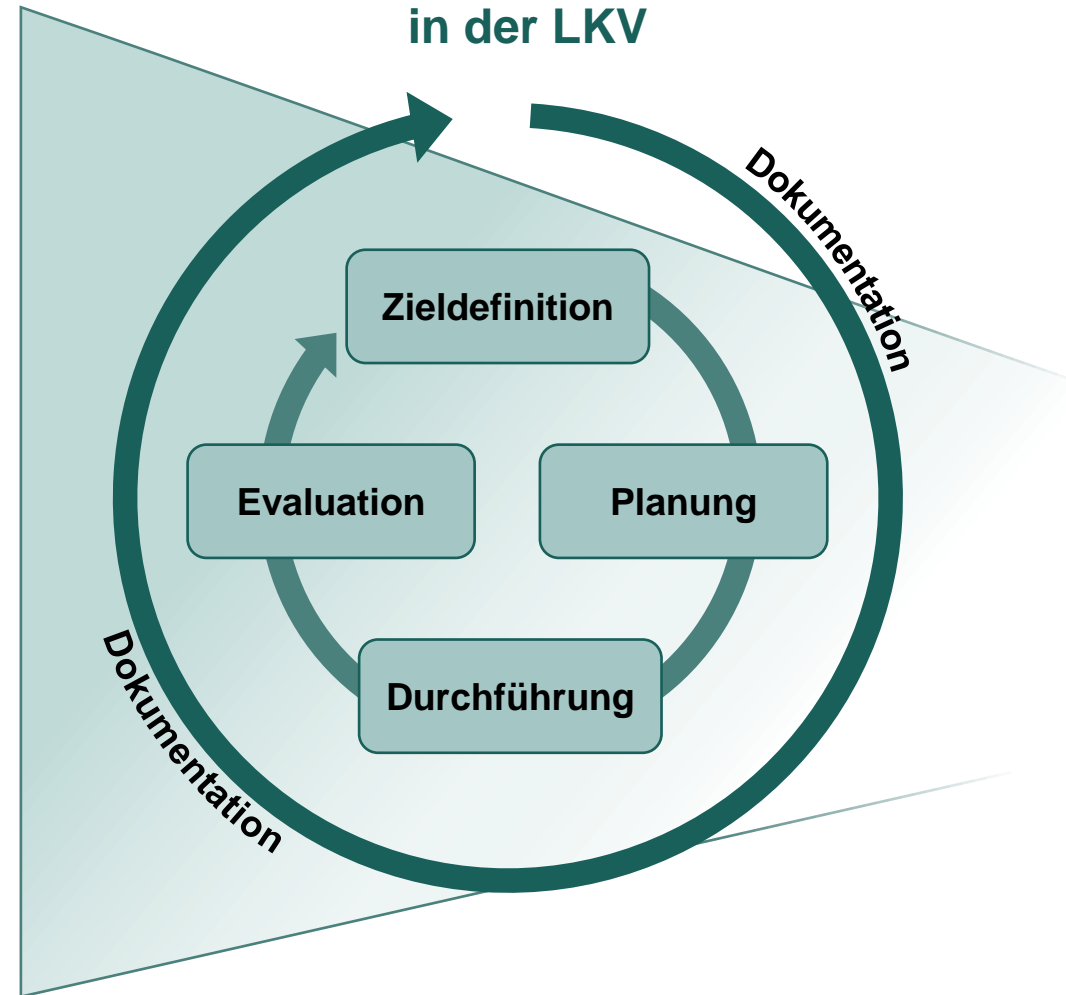 in der LKV
Dokumentation
Zieldefinition
Evaluation
Planung
Durchführung
Dokumentation